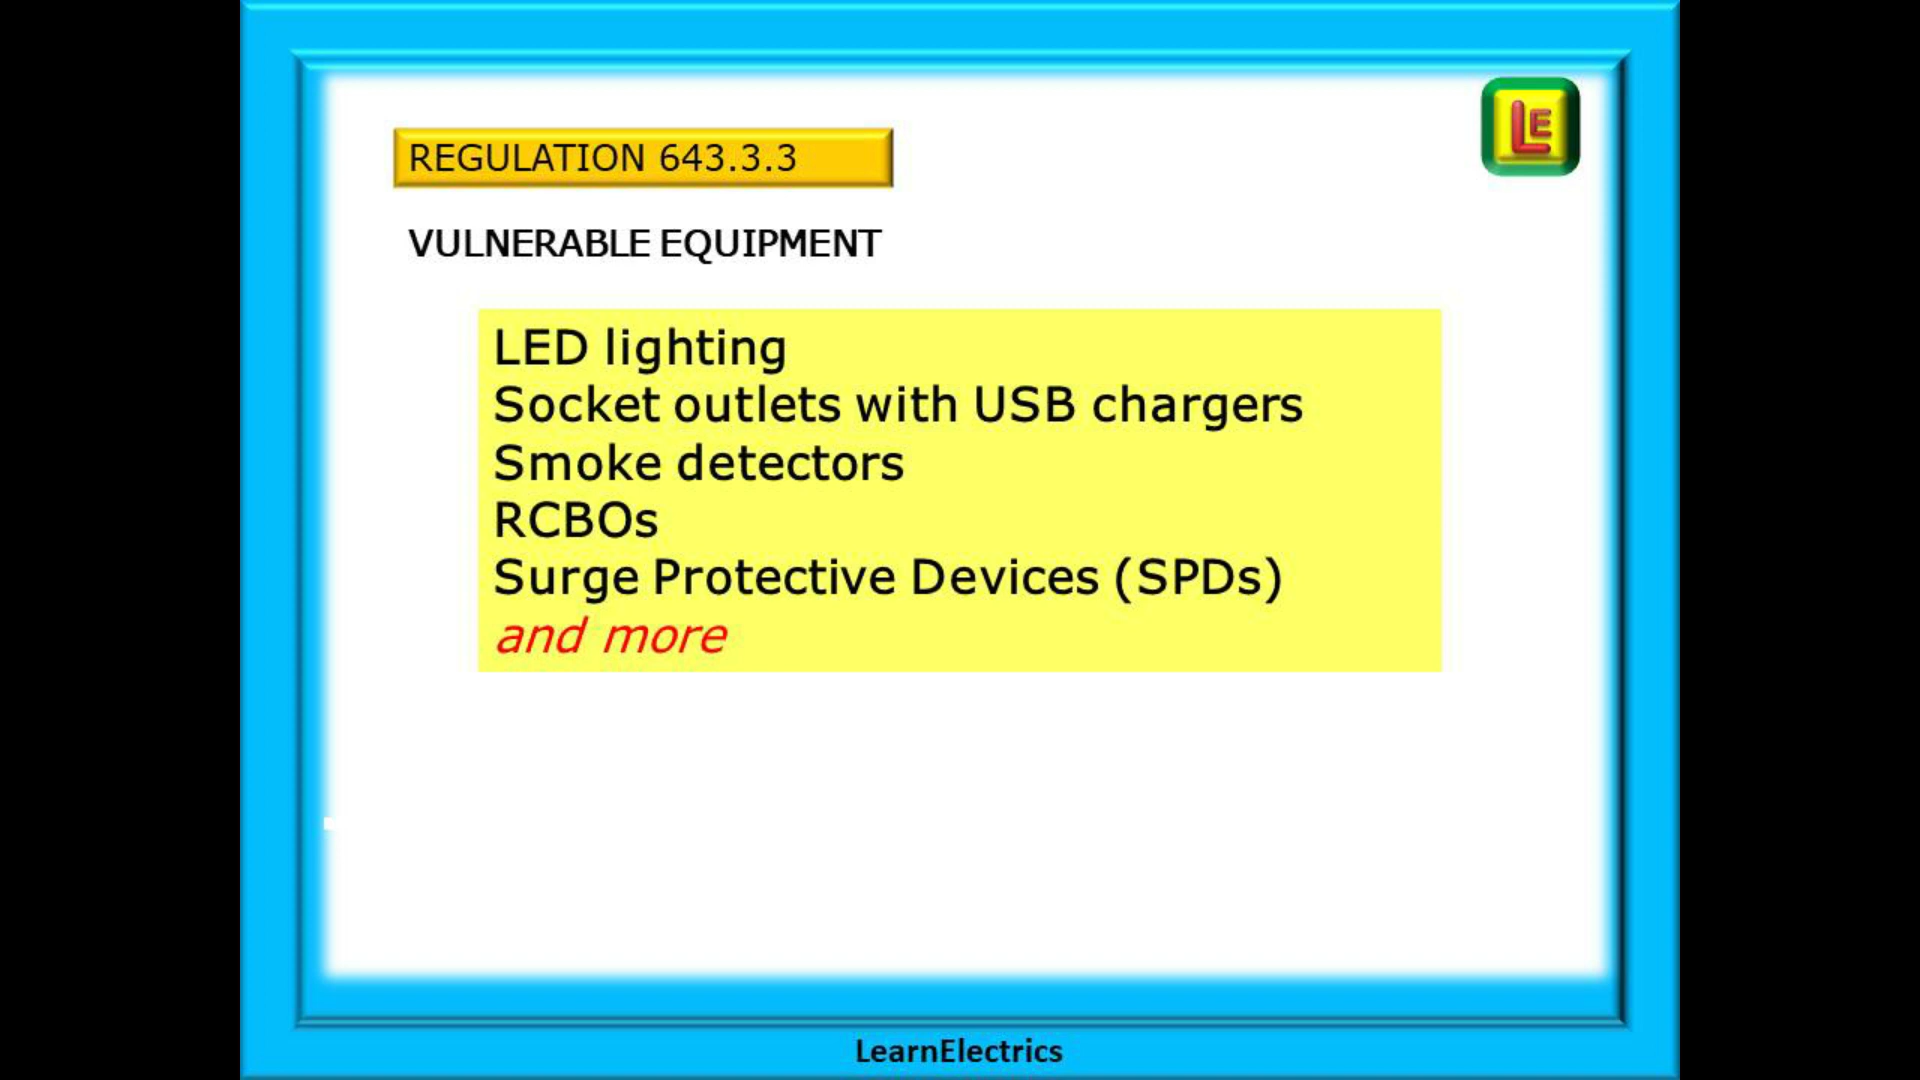 LE
REGULATION 643.3.3
VULNERABLE EQUIPMENT
LED lighting
Socket outlets with USB chargers
Smoke detectors
RCBOs
Surge Protective Devices (SPDs)
and more
LearnElectrics